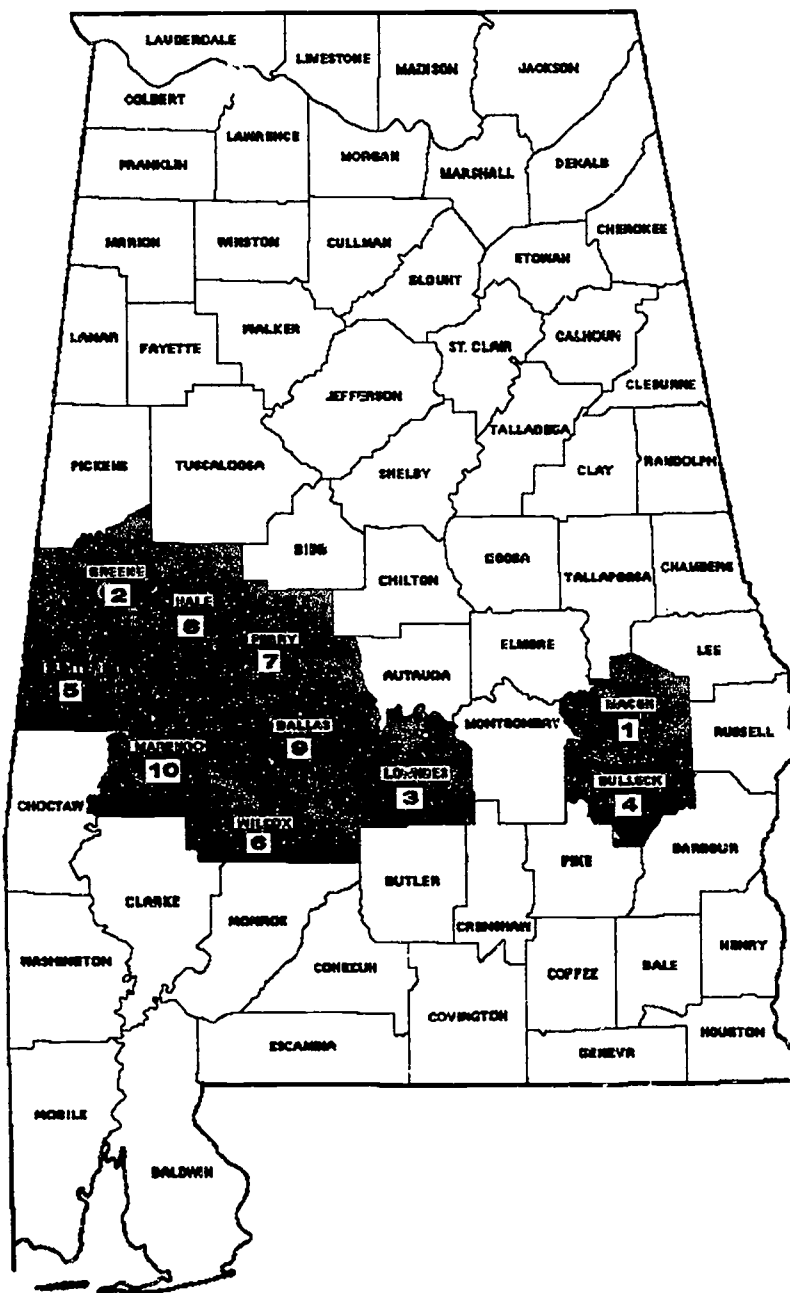 LAUDERDALE
LIMESTONE
MADISON
JACKSON
COLBERT
LAWRENCE
FRANKLIN
MORGAN
MARSHALL
DEKALB
CHEROKEE
MARION
WINSTON
CULLMAN
ETOWAH
BLOUNT
LAMAR
FAYETTE
WALKER
ST. CLAIR
CALHOUN
CLEBURNE
JEFFERSON
TALLADEGA
PICKENS
TUSCALOOSA
SHELBY
CLAY
RANDOLPH
BIBB
CHILTON
COOSA
TALLAPOOSA
CHAMBERS
GREENE
2
HALE
8
PERRY
7
ELMORE
LEE
AUTAUGA
5
MACON
1
MONTGOMERY
RUSSELL
DALLAS
9
MARENGO
10
LOWNDES
3
BULLOCK
4
CHOCTAW
WILCOX
6
BARBOUR
PIKE
BUTLER
CLARKE
MONROE
CRENSHAW
HENRY
WASHINGTON
CONECUH
COFFEE
DALE
COVINGTON
HOUSTON
ESCAMBIA
GENEVA
MOBILE
BALDWIN